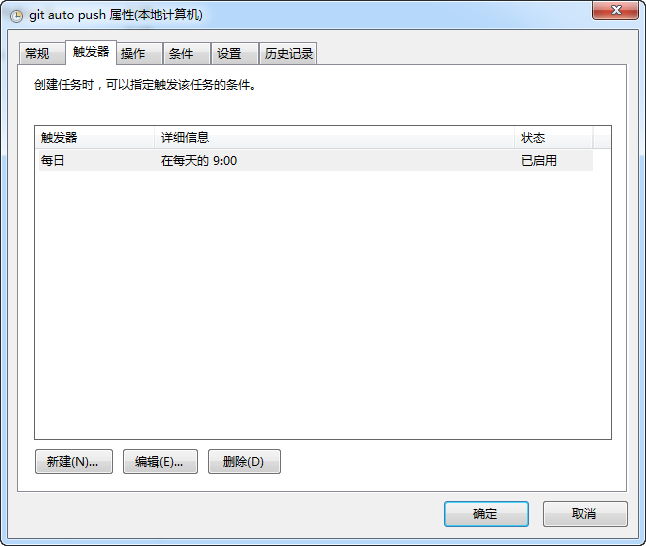 git auto push 属性(本地计算机)
常规 触发器 操作 条件 设置 历史记录
创建任务时，可以指定触发该任务的条件。
触发器 详细信息 状态
每日 在每天的 9:00 已启用
新建(N)... 编辑(E)... 删除(D)
确定 取消